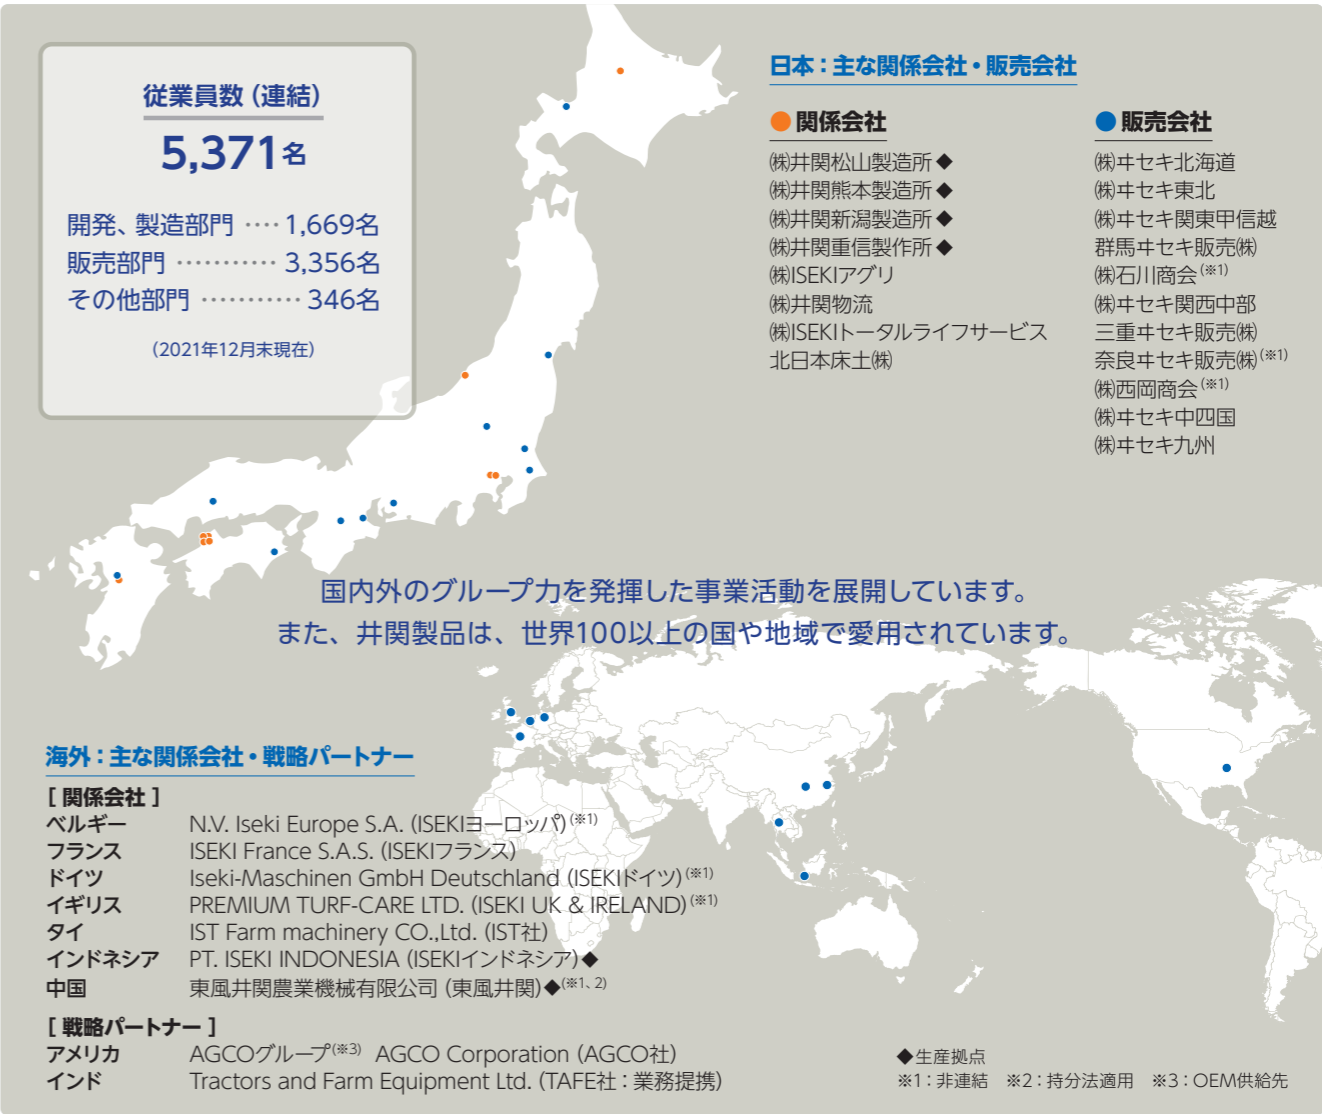 従業員数（連結）
5,371名
開発、製造部門 ‥‥ 1,669名
販売部門 ‥‥‥‥‥‥ 3,356名
その他部門 ‥‥‥‥‥ 346名
（2021年12月末現在）
日本：主な関係会社・販売会社
●関係会社
㈱井関松山製造所◆
㈱井関熊本製造所◆
㈱井関新潟製造所◆
㈱井関重信製作所◆
㈱ISEKIアグリ
㈱井関物流
㈱ISEKIトータルライフサービス
北日本床土㈱
●販売会社
㈱ヰセキ北海道
㈱ヰセキ東北
㈱ヰセキ関東甲信越
群馬ヰセキ販売㈱
㈱石川商会(※1)
㈱ヰセキ関西中部
三重ヰセキ販売㈱
奈良ヰセキ販売㈱(※1)
㈱西岡商会(※1)
㈱ヰセキ中四国
㈱ヰセキ九州
国内外のグループ力を発揮した事業活動を展開しています。
また、井関製品は、世界100以上の国や地域で愛用されています。
海外：主な関係会社・戦略パートナー
［関係会社］
ベルギー N.V. Iseki Europe S.A. (ISEKIヨーロッパ)(※1)
フランス ISEKI France S.A.S. (ISEKIフランス)
ドイツ Iseki-Maschinen GmbH Deutschland (ISEKIドイツ)(※1)
イギリス PREMIUM TURF-CARE LTD. (ISEKI UK & IRELAND)(※1)
タイ IST Farm machinery CO.,Ltd. (IST社)
インドネシア PT. ISEKI INDONESIA (ISEKIインドネシア)◆
中国 東風井関農業機械有限公司（東風井関）◆(※1、2)
［戦略パートナー］
アメリカ AGCOグループ(※3) AGCO Corporation (AGCO社)
インド Tractors and Farm Equipment Ltd. (TAFE社：業務提携)
◆生産拠点
※1：非連結 ※2：持分法適用 ※3：OEM供給先